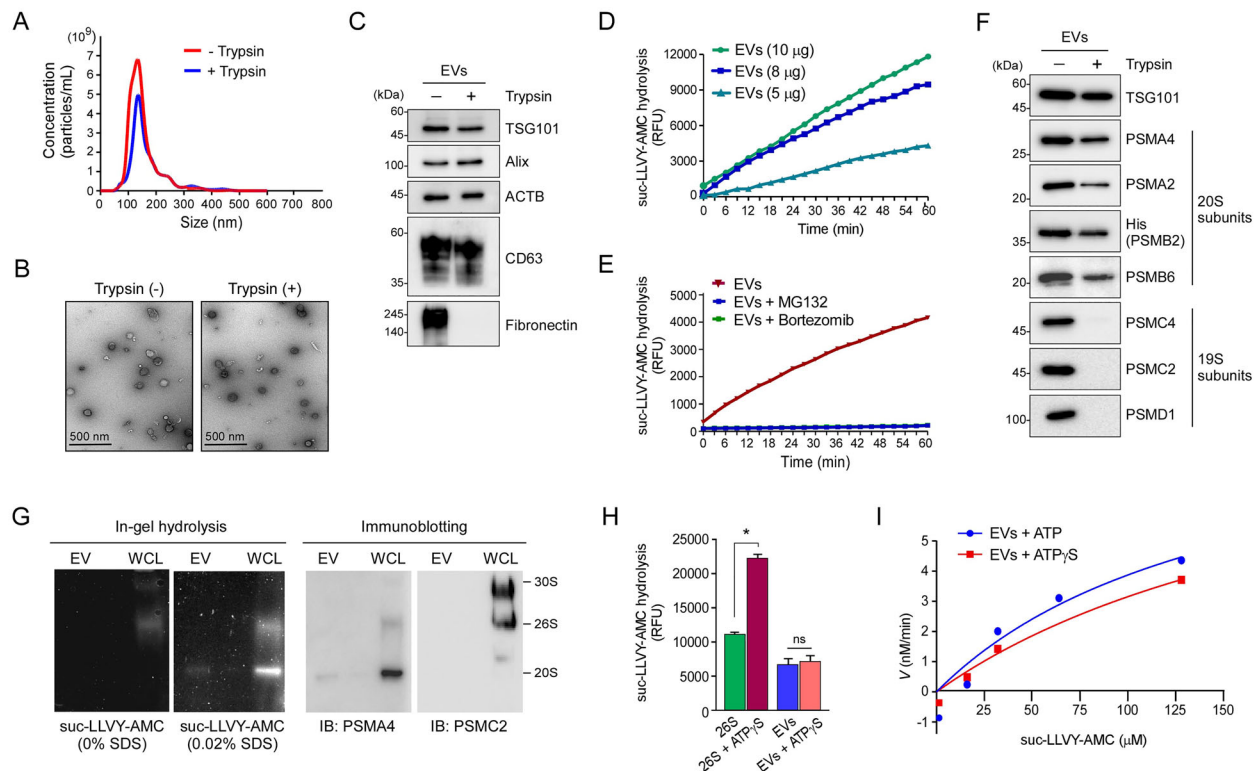 A
(10⁹)
8
7
6
5
4
3
2
1
0
Concentration
(particles/mL)
- Trypsin
+ Trypsin
0 100 200 300 400 500 600 700 800
Size (nm)
B
Trypsin (-)
Trypsin (+)
500 nm
500 nm
C
EVs
(kDa)
− +
Trypsin
60
45
TSG101
100
Alix
45
ACTB
60
35
CD63
245
140
Fibronectin
D
suc-LLVY-AMC hydrolysis
(RFU)
12000
9000
6000
3000
0
EVs (10 μg)
EVs (8 μg)
EVs (5 μg)
0 6 12 18 24 30 36 42 48 54 60
Time (min)
E
suc-LLVY-AMC hydrolysis
(RFU)
5000
4000
3000
2000
1000
0
EVs
EVs + MG132
EVs + Bortezomib
0 6 12 18 24 30 36 42 48 54 60
Time (min)
F
EVs
(kDa)
− +
Trypsin
60
45
TSG101
25
PSMA4
20
PSMA2
35
His
(PSMB2)
20
PSMB6
20S
subunits
45
PSMC4
45
PSMC2
100
PSMD1
19S
subunits
G
In-gel hydrolysis
Immunoblotting
EV WCL
EV WCL
EV WCL
EV WCL
30S
26S
20S
suc-LLVY-AMC
(0% SDS)
suc-LLVY-AMC
(0.02% SDS)
IB: PSMA4
IB: PSMC2
H
suc-LLVY-AMC hydrolysis
(RFU)
25000
20000
15000
10000
5000
0
*
ns
26S
26S + ATPγS
EVs
EVs + ATPγS
I
EVs + ATP
EVs + ATPγS
V (nM/min)
5
4
3
2
1
0
-1
25 50 75 100 125 150
suc-LLVY-AMC (μM)